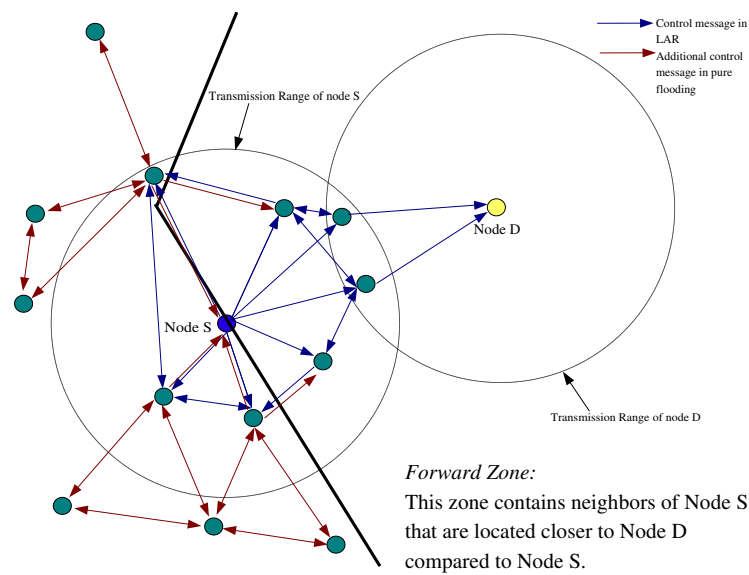 Control message in
LAR
Additional control
message in pure
flooding
Transmission Range of node S
Node D
Node S
Transmission Range of node D
Forward Zone:
This zone contains neighbors of Node S
that are located closer to Node D
compared to Node S.